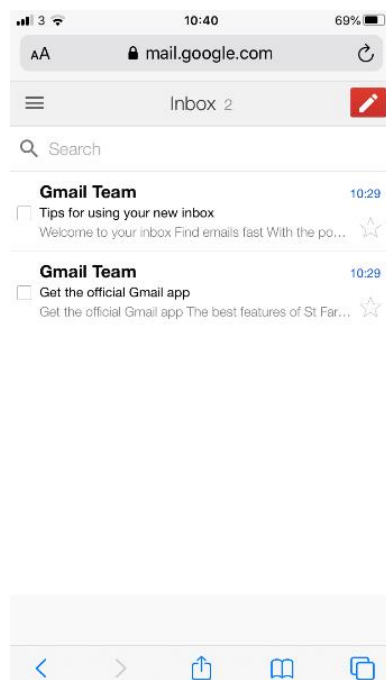 3 10:40 69%
AA mail.google.com
Inbox 2
Search
Gmail Team 10:29
Tips for using your new inbox
Welcome to your inbox Find emails fast With the po...
Gmail Team 10:29
Get the official Gmail app
Get the official Gmail app The best features of St Far...